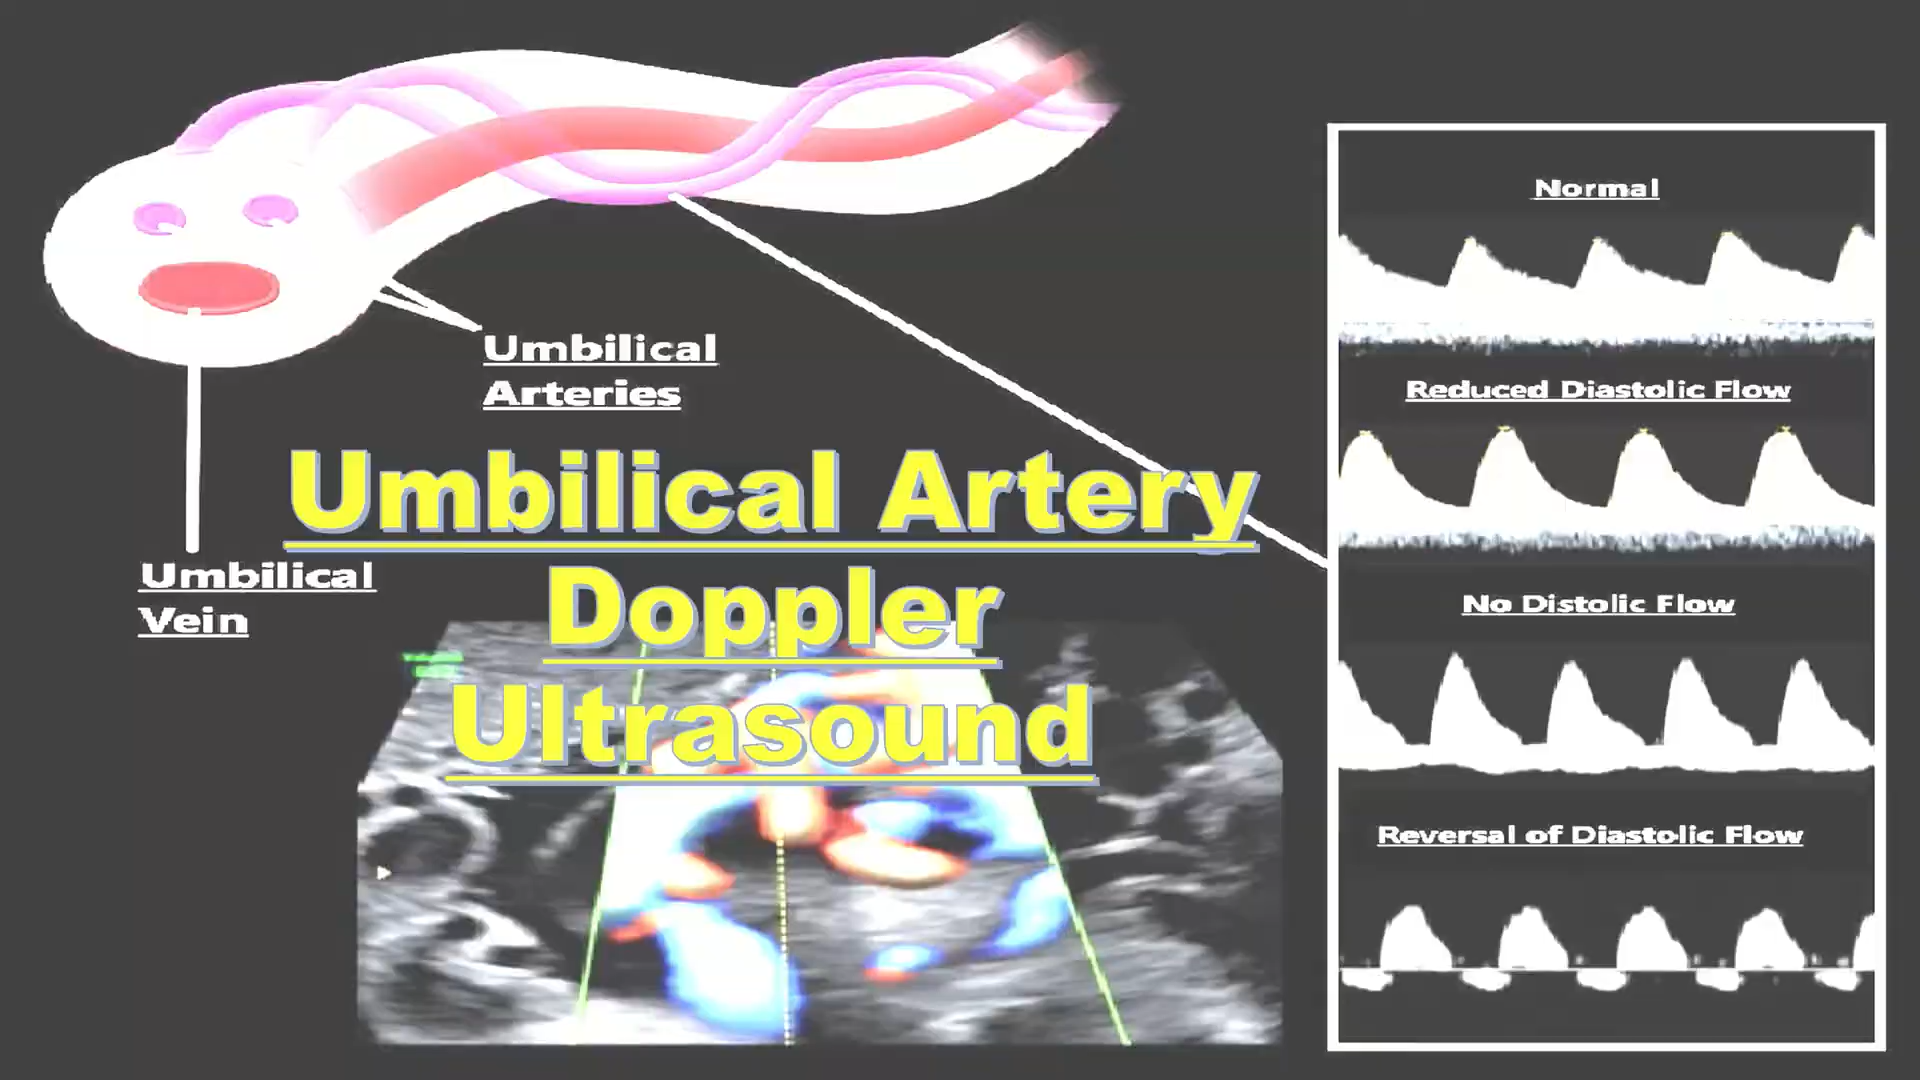 Umbilical
Arteries
Umbilical Artery
Doppler
Ultrasound
Umbilical
Vein
Normal
Reduced Diastolic Flow
No Distolic Flow
Reversal of Diastolic Flow